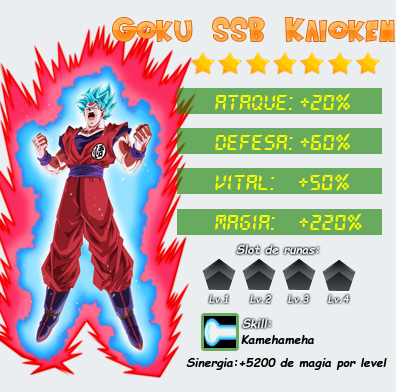 Goku SSB Kaioken
ATAQUE: +20%
DEFESA: +60%
VITAL: +50%
MAGIA: +220%
Slot de runas:
Lv.1 Lv.2 Lv.3 Lv.4
Skill:
Kamehameha
Sinergia:+5200 de magia por level